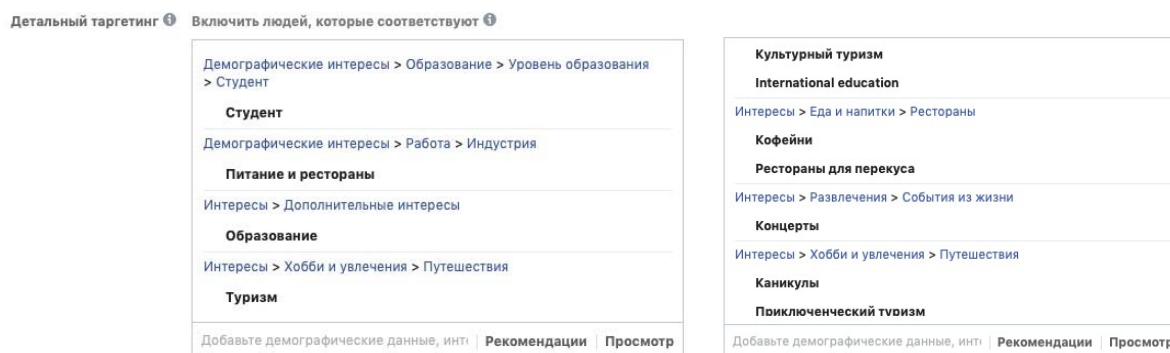 Детальный таргетинг
Включить людей, которые соответствуют
Демографические интересы > Образование > Уровень образования
> Студент
Студент
Демографические интересы > Работа > Индустрия
Питание и рестораны
Интересы > Дополнительные интересы
Образование
Интересы > Хобби и увлечения > Путешествия
Туризм
Добавьте демографические данные, инте
Рекомендации
Просмотр
Культурный туризм
International education
Интересы > Еда и напитки > Рестораны
Кофейни
Рестораны для перекуса
Интересы > Развлечения > События из жизни
Концерты
Интересы > Хобби и увлечения > Путешествия
Каникулы
Приключенческий туризм
Добавьте демографические данные, инте
Рекомендации
Просмотр